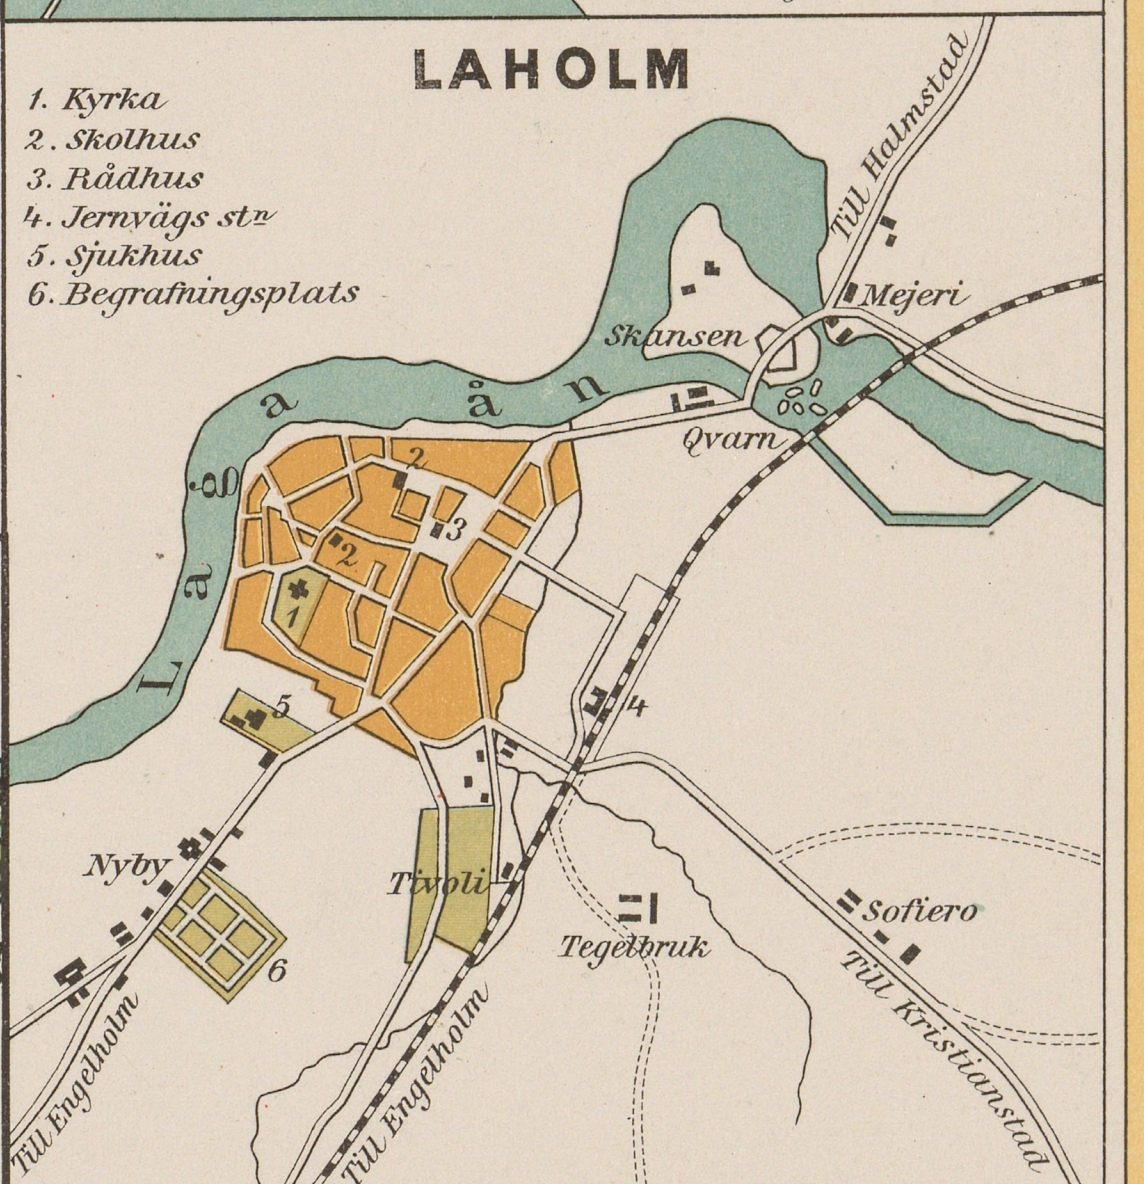 LAHOLM
1. Kyrka
2. Skolhus
3. Rådhus
4. Jernvägs stn
5. Sjukhus
6. Begrafningsplats
Till Halmstad
Mejeri
Skansen
Lagaån
Qvarn
2
3
2
1
4
5
Nyby
Tivoli
6
Tegelbruk
Sofiero
Till Kristianstad
Till Engelholm
Till Engelholm